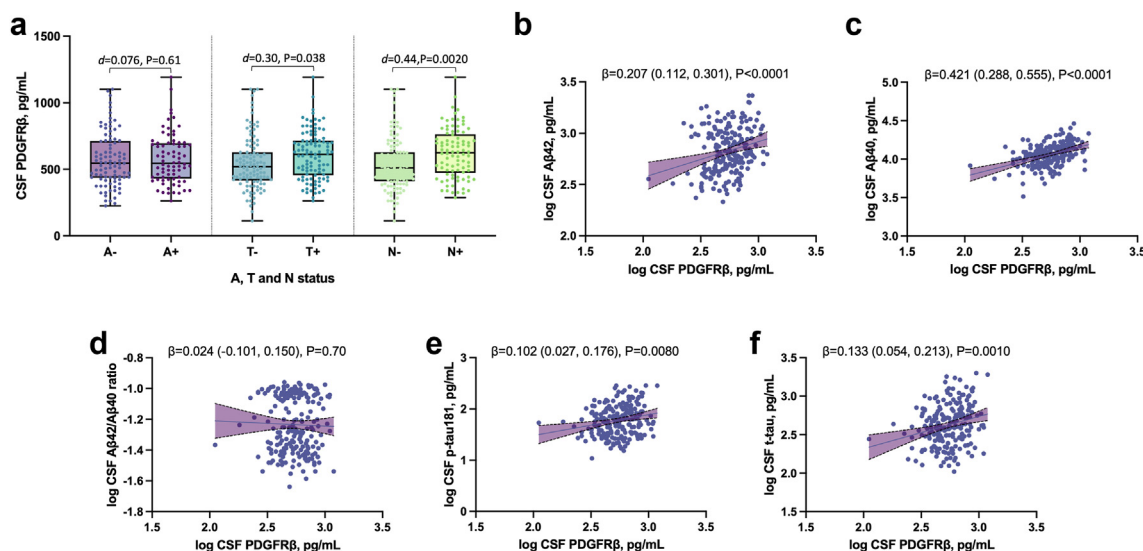 a
CSF PDGFRβ, pg/mL
1500
1000
500
0
d=0.076, P=0.61
d=0.30, P=0.038
d=0.44,P=0.0020
A-
A+
T-
T+
N-
N+
A, T and N status
b
β=0.207 (0.112, 0.301), P<0.0001
log CSF Aβ42, pg/mL
3.5
3.0
2.5
2.0
1.5
2.0
2.5
3.0
3.5
log CSF PDGFRβ, pg/mL
c
β=0.421 (0.288, 0.555), P<0.0001
log CSF Aβ40, pg/mL
5.0
4.5
4.0
3.5
3.0
1.5
2.0
2.5
3.0
3.5
log CSF PDGFRβ, pg/mL
d
β=0.024 (-0.101, 0.150), P=0.70
log CSF Aβ42/Aβ40 ratio
-0.8
-1.0
-1.2
-1.4
-1.6
-1.8
1.5
2.0
2.5
3.0
3.5
log CSF PDGFRβ, pg/mL
e
β=0.102 (0.027, 0.176), P=0.0080
log CSF p-tau181, pg/mL
3
2
1
0
1.5
2.0
2.5
3.0
3.5
log CSF PDGFRβ, pg/mL
f
β=0.133 (0.054, 0.213), P=0.0010
log CSF t-tau, pg/mL
3.5
3.0
2.5
2.0
1.5
1.5
2.0
2.5
3.0
3.5
log CSF PDGFRβ, pg/mL